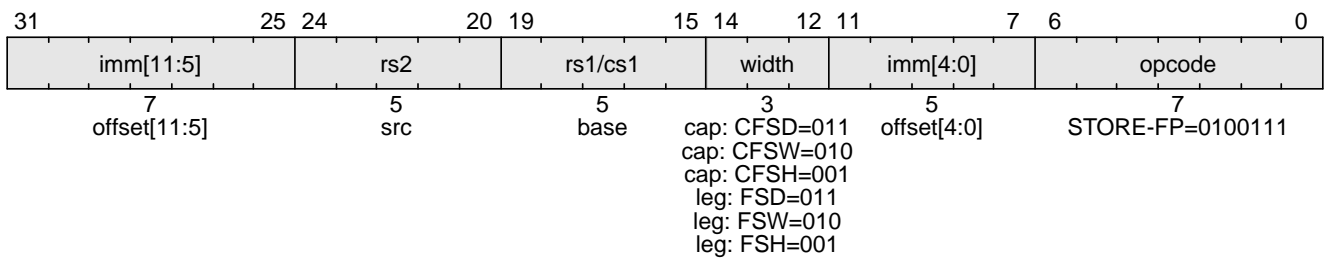 31 25 24 20 19 15 14 12 11 7 6 0
imm[11:5] rs2 rs1/cs1 width imm[4:0] opcode
7 5 5 3 5 7
offset[11:5] src base cap: CFSD=011 offset[4:0] STORE-FP=0100111
cap: CFSW=010
cap: CFSH=001
leg: FSD=011
leg: FSW=010
leg: FSH=001